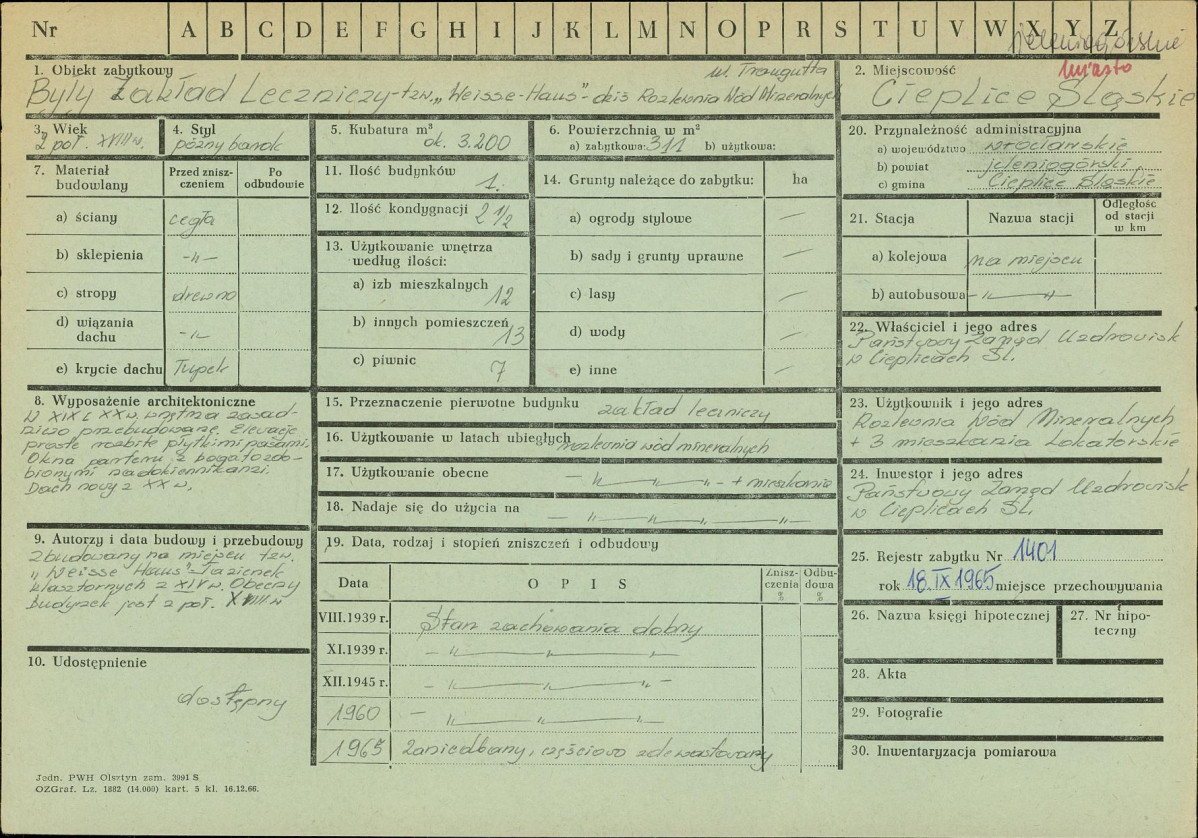 Nr A B C D E F G H I J K L M N O P R S T U V W X Y Z
Jeleniogórskie
miasto
1. Obiekt zabytkowy
ul. Traugutta
Były Zakład Leczniczy - tzw. „Weisse-Haus" - dziś Rozlewnia Wód Mineralnych
2. Miejscowość
Cieplice Śląskie
3. Wiek
2 poł. XVIII w.
4. Styl
późny barok
5. Kubatura m³
ok. 3.200
6. Powierzchnia w m²
a) zabytkowa: 311 b) użytkowa:
7. Materiał budowlany
Przed zniszczeniem
Po odbudowie
a) ściany cegła
b) sklepienia -„-
c) stropy drewno
d) wiązania dachu -„-
e) krycie dachu Łupek
8. Wyposażenie architektoniczne
W XIX i XX w. wnętrza zasad-
niczo przebudowane. Elewacje
proste rozbite płytkimi pasami.
Okna parteru z bogato zdo-
bionymi nadokiennikami.
Dach nowy z XX w.
9. Autorzy i data budowy i przebudowy
Zbudowany na miejscu tzw.
„Weisse Haus" - Łazienek
klasztornych z XIV w. Obecny
budynek jest z poł. XVIII w
10. Udostępnienie
dostępny
11. Ilość budynków
1.
12. Ilość kondygnacji 2 1/2
13. Użytkowanie wnętrza
według ilości:
a) izb mieszkalnych 12
b) innych pomieszczeń 13
c) piwnic 7
14. Grunty należące do zabytku: ha
a) ogrody stylowe —
b) sady i grunty uprawne —
c) lasy —
d) wody —
e) inne —
15. Przeznaczenie pierwotne budynku zakład leczniczy
16. Użytkowanie w latach ubiegłych rozlewnia wód mineralnych
17. Użytkowanie obecne — „ — „ — „ — + mieszkania
18. Nadaje się do użycia na — „ — „ — „ —
19. Data, rodzaj i stopień zniszczeń i odbudowy
Data
OPIS
Zniszczenia %
Odbudowa %
VIII.1939 r. Stan zachowania dobry
XI.1939 r. — „ — „ — „
XII.1945 r. — „ — „ — „ —
1960 — „ — „ — „
1965 Zaniedbany, częściowo zdewastowany
20. Przynależność administracyjna
a) województwo wrocławskie
b) powiat jeleniogórski
c) gmina Cieplice Śląskie
21. Stacja
Nazwa stacji
Odległość od stacji w km
a) kolejowa na miejscu
b) autobusowa -„ — „-
22. Właściciel i jego adres
Państwowy Zarząd Uzdrowisk
w Cieplicach Śl.
23. Użytkownik i jego adres
Rozlewnia Wód Mineralnych
+ 3 mieszkania Lokatorskie
24. Inwestor i jego adres
Państwowy Zarząd Uzdrowisk
w Cieplicach Śl.
25. Rejestr zabytku Nr 1401
rok 18.IX 1965 miejsce przechowywania
26. Nazwa księgi hipotecznej
27. Nr hipoteczny
28. Akta
29. Fotografie
30. Inwentaryzacja pomiarowa
Jedn. PWH Olsztyn zam. 3991 S
OZGraf. Lz. 1882 (14.000) kart. 5 kl. 16.12.66.